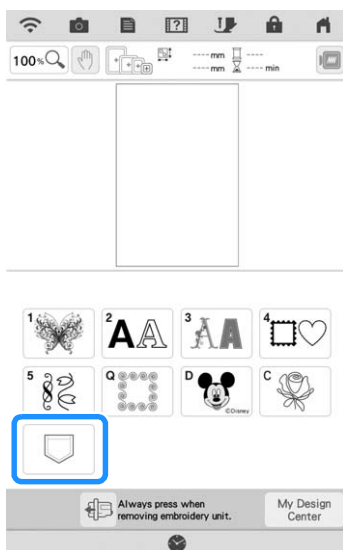 100%
---- mm ----
---- mm ---- min
1
2 AA
3 AA
4
5
Q
D
©Disney
C
Always press when
removing embroidery unit.
My Design
Center